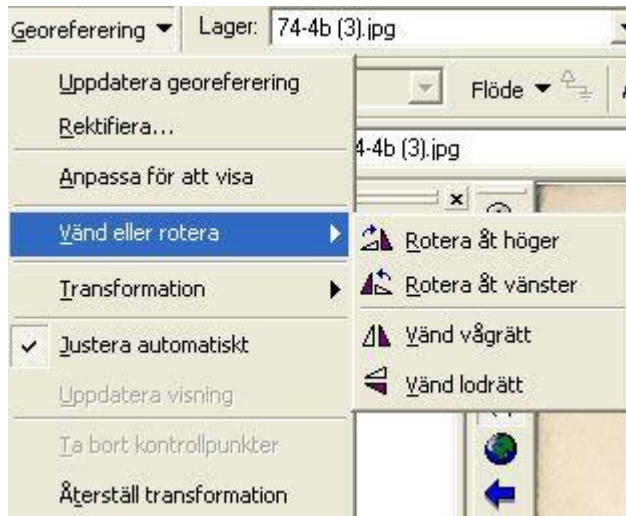 Georeferering Lager: 74-4b (3).jpg
Uppdatera georeferering
Flöde
Rektifiera...
4-4b (3).jpg
Anpassa för att visa
Vänd eller rotera
Rotera åt höger
Rotera åt vänster
Transformation
Vänd vågrätt
Justera automatiskt
Vänd lodrätt
Uppdatera visning
Ta bort kontrollpunkter
Återställ transformation